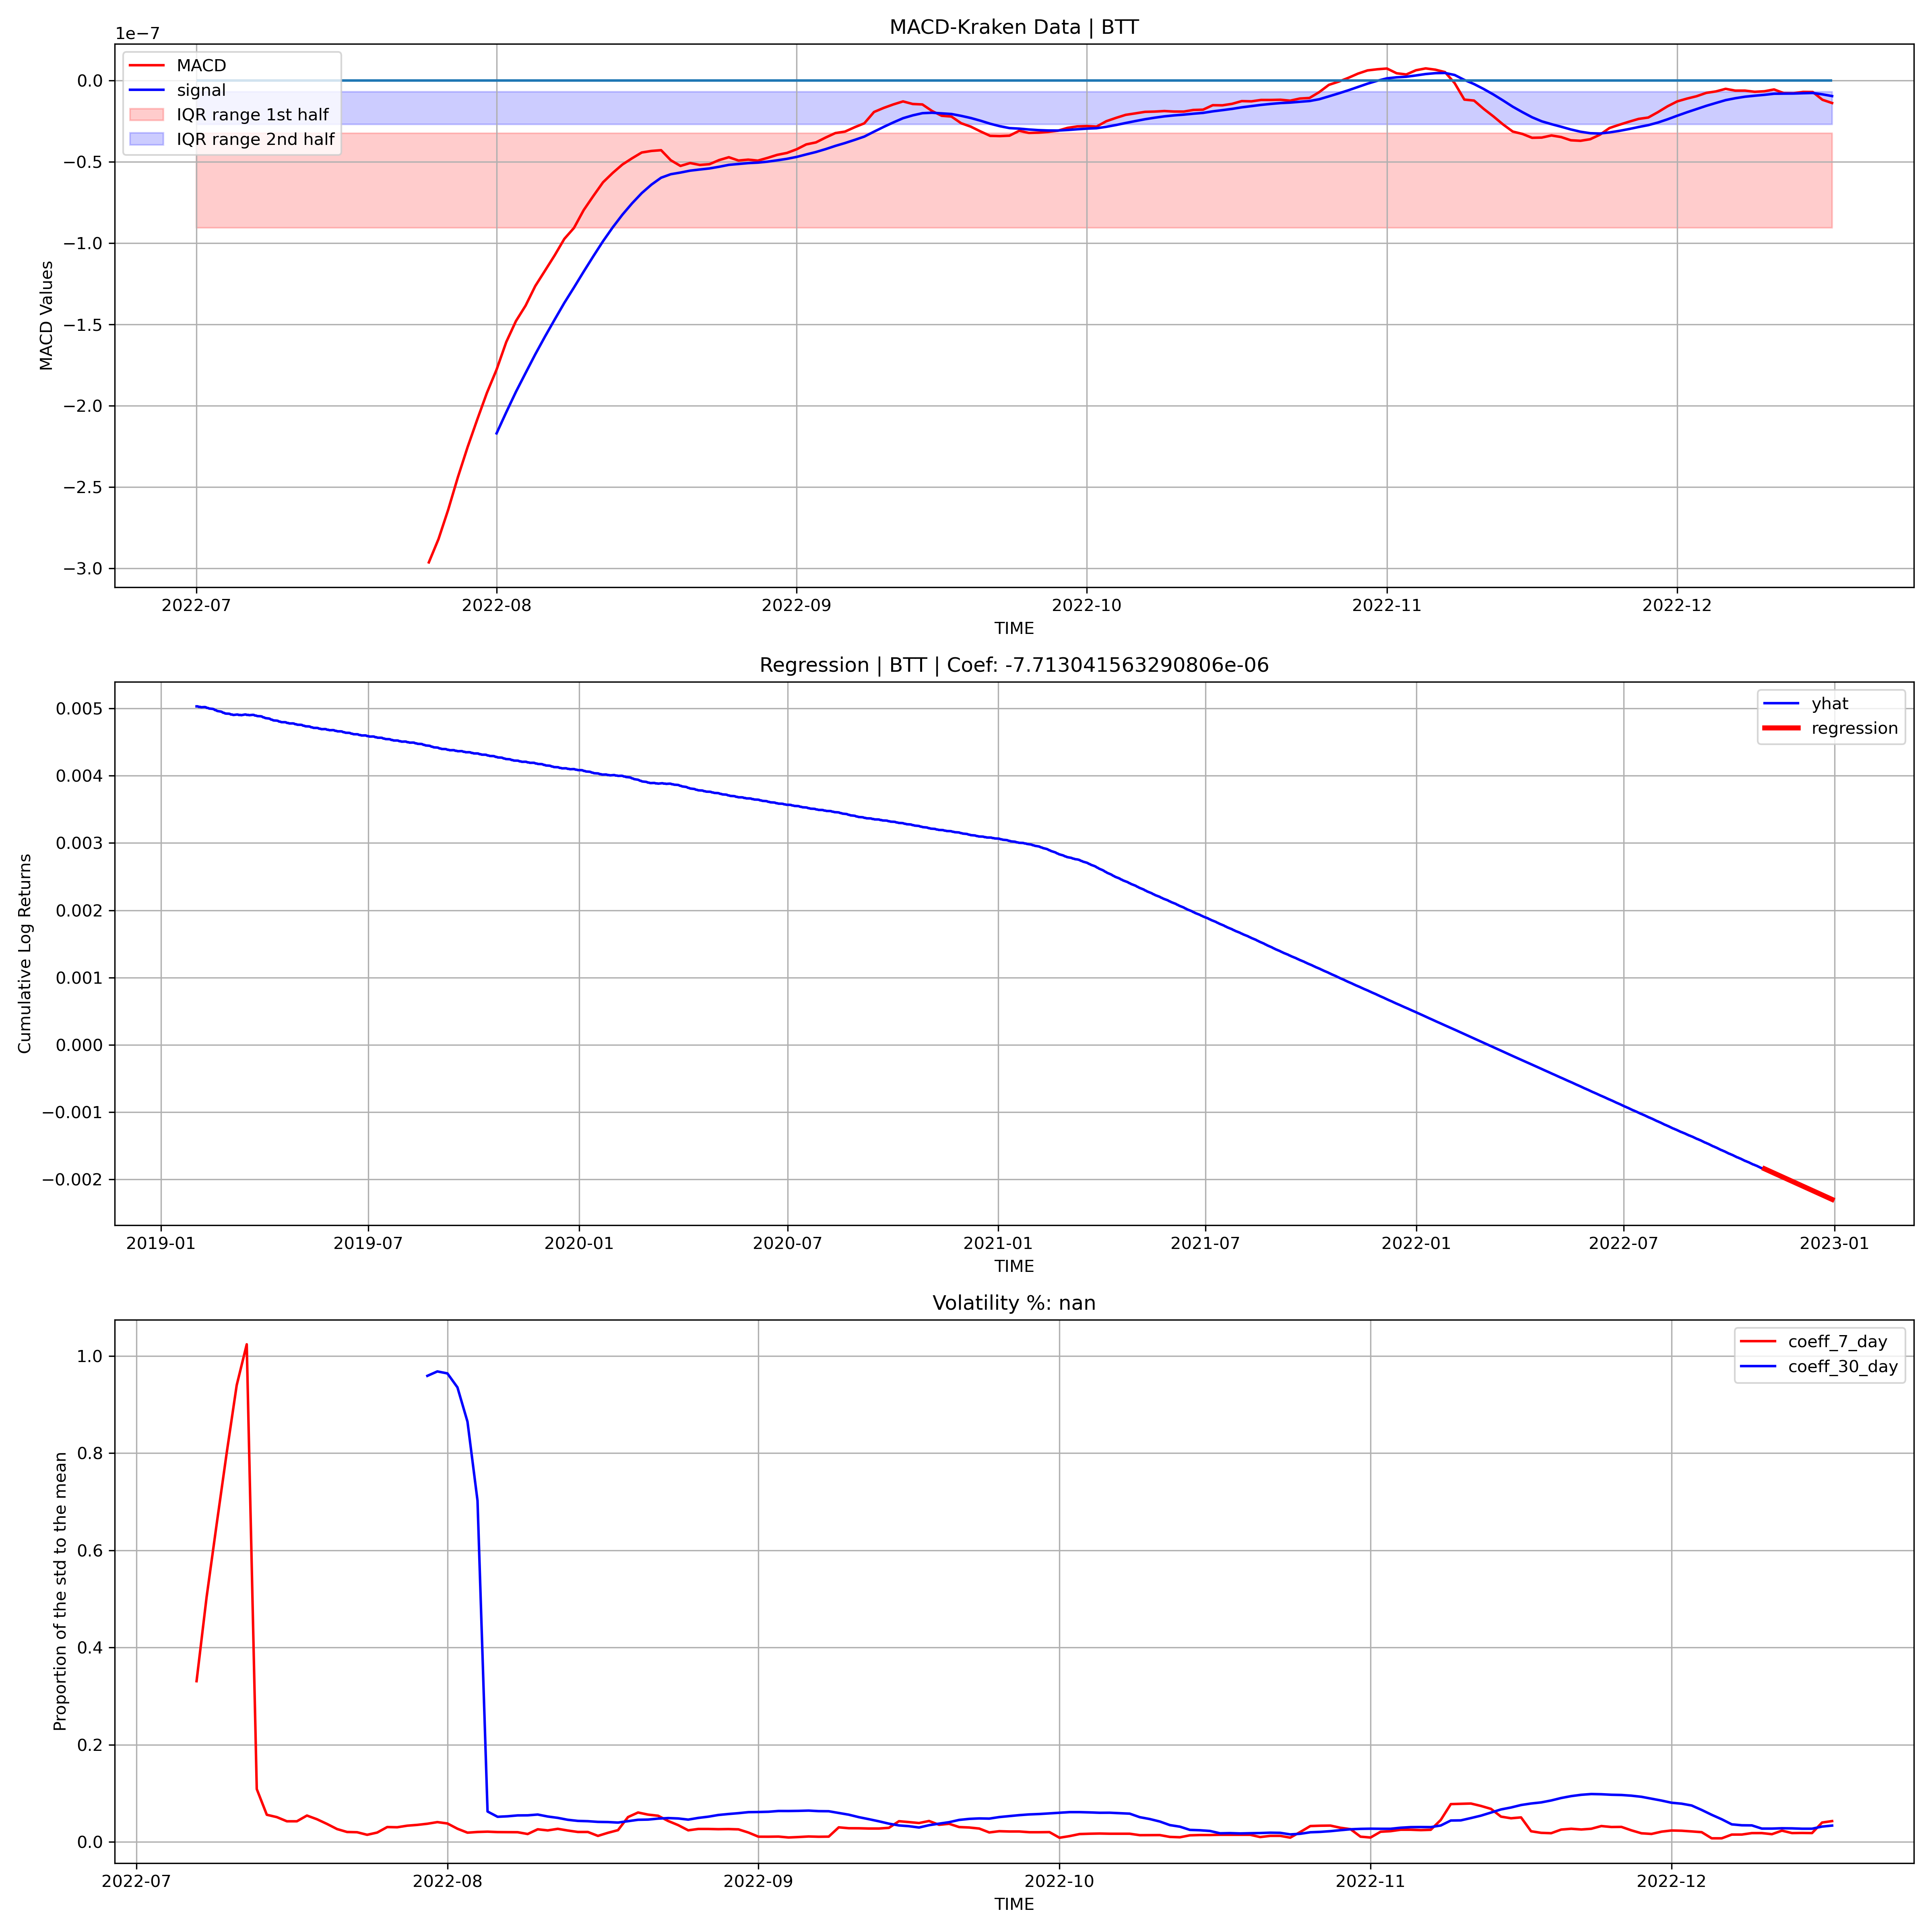 MACD-Kraken Data | BTT
1e−7
MACD
signal
IQR range 1st half
IQR range 2nd half
0.0
−0.5
−1.0
−1.5
−2.0
−2.5
−3.0
MACD Values
2022-07 2022-08 2022-09 2022-10 2022-11 2022-12
TIME
Regression | BTT | Coef: -7.713041563290806e-06
yhat
regression
0.005
0.004
0.003
0.002
0.001
0.000
−0.001
−0.002
Cumulative Log Returns
2019-01 2019-07 2020-01 2020-07 2021-01 2021-07 2022-01 2022-07 2023-01
TIME
Volatility %: nan
coeff_7_day
coeff_30_day
1.0
0.8
0.6
0.4
0.2
0.0
Proportion of the std to the mean
2022-07 2022-08 2022-09 2022-10 2022-11 2022-12
TIME